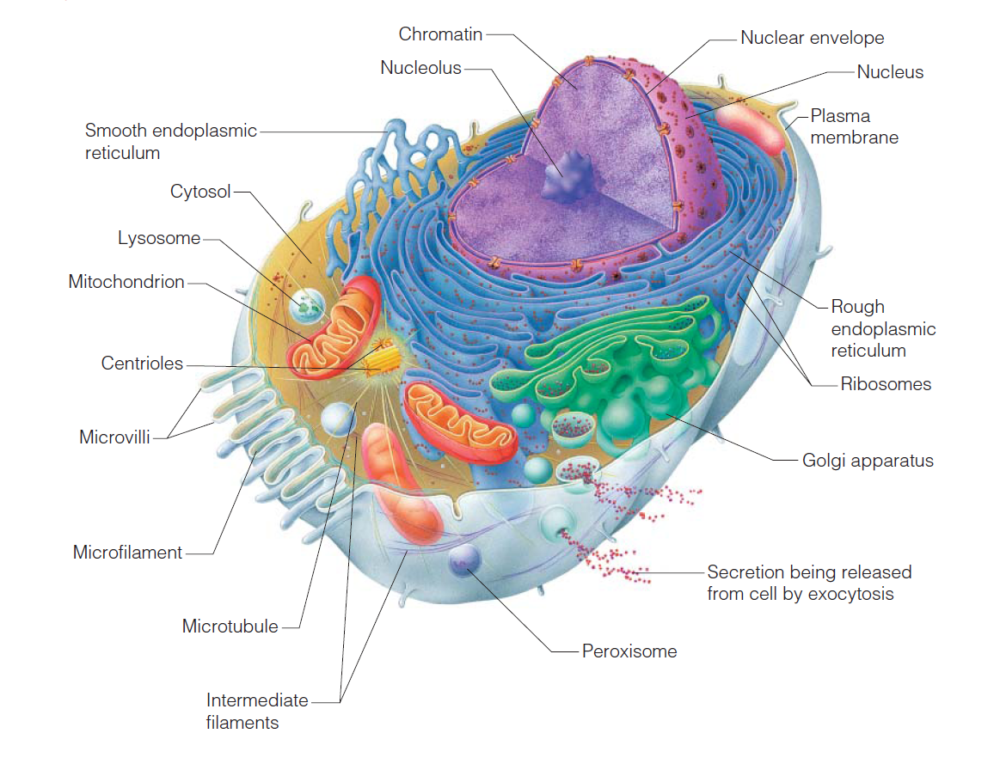 Chromatin
Nucleolus
Nuclear envelope
Nucleus
Plasma
membrane
Smooth endoplasmic
reticulum
Cytosol
Lysosome
Mitochondrion
Centrioles
Microvilli
Microfilament
Microtubule
Intermediate
filaments
Rough
endoplasmic
reticulum
Ribosomes
Golgi apparatus
Secretion being released
from cell by exocytosis
Peroxisome